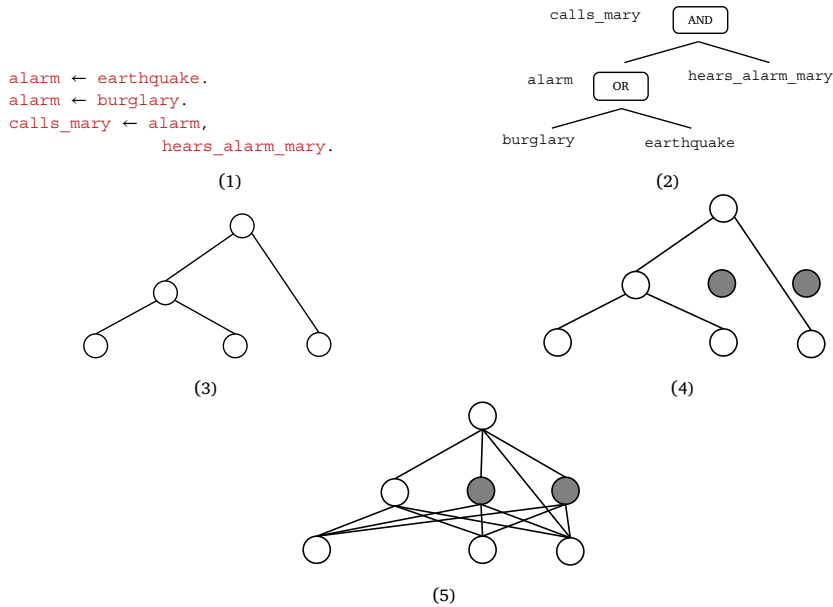 alarm ← earthquake.
alarm ← burglary.
calls_mary ← alarm,
hears_alarm_mary.
(1)
calls_mary AND
alarm OR hears_alarm_mary
burglary earthquake
(2)
(3)
(4)
(5)